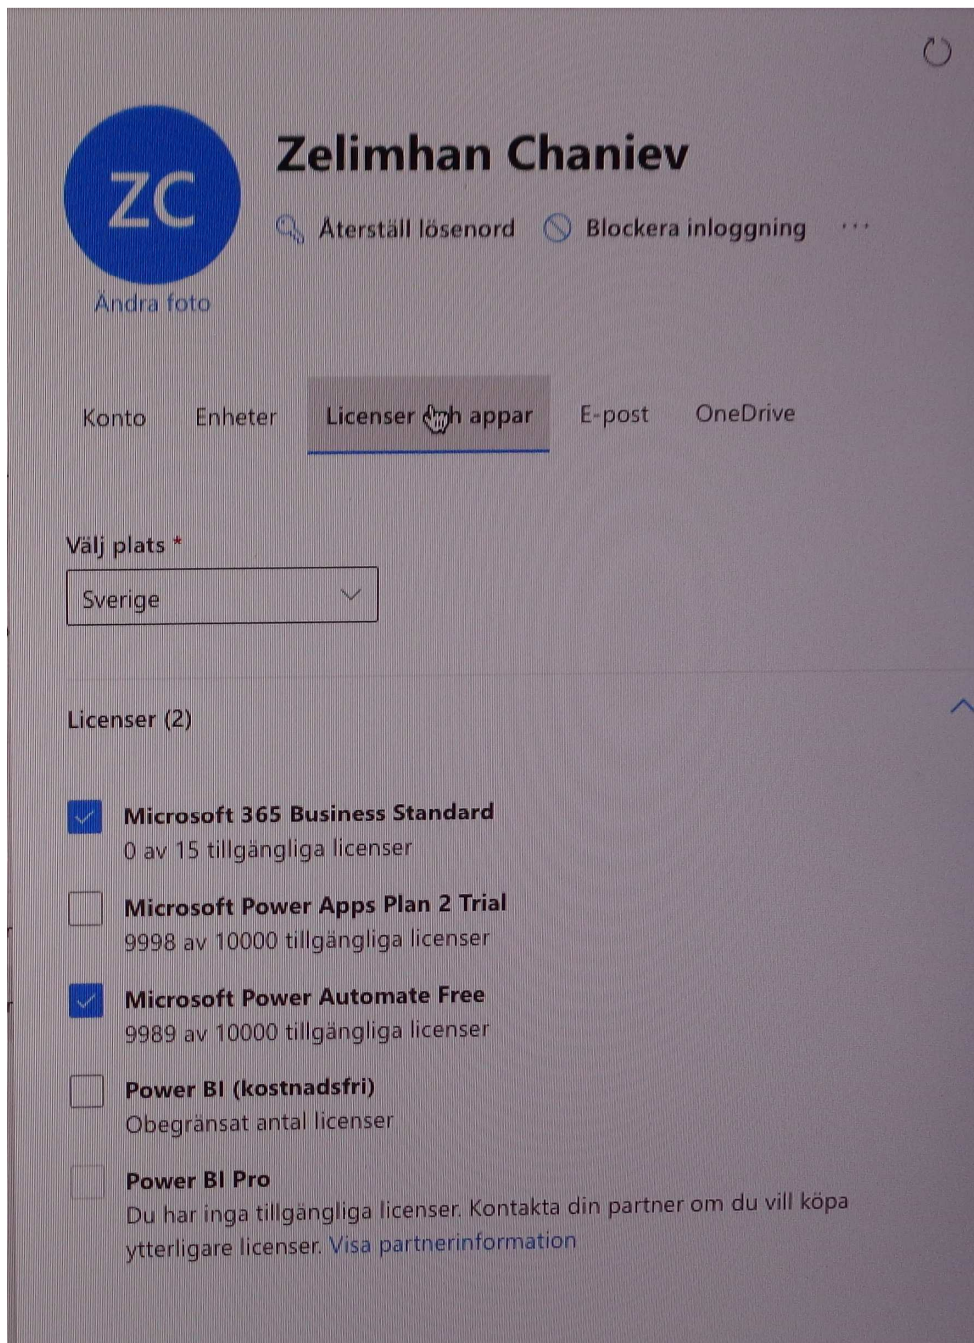 Zelimhan Chaniev
ZC
Återställ lösenord Blockera inloggning ...
Ändra foto
Konto Enheter Licenser och appar E-post OneDrive
Välj plats *
Sverige
Licenser (2)
Microsoft 365 Business Standard
0 av 15 tillgängliga licenser
Microsoft Power Apps Plan 2 Trial
9998 av 10000 tillgängliga licenser
Microsoft Power Automate Free
9989 av 10000 tillgängliga licenser
Power BI (kostnadsfri)
Obegränsat antal licenser
Power BI Pro
Du har inga tillgängliga licenser. Kontakta din partner om du vill köpa
ytterligare licenser. Visa partnerinformation